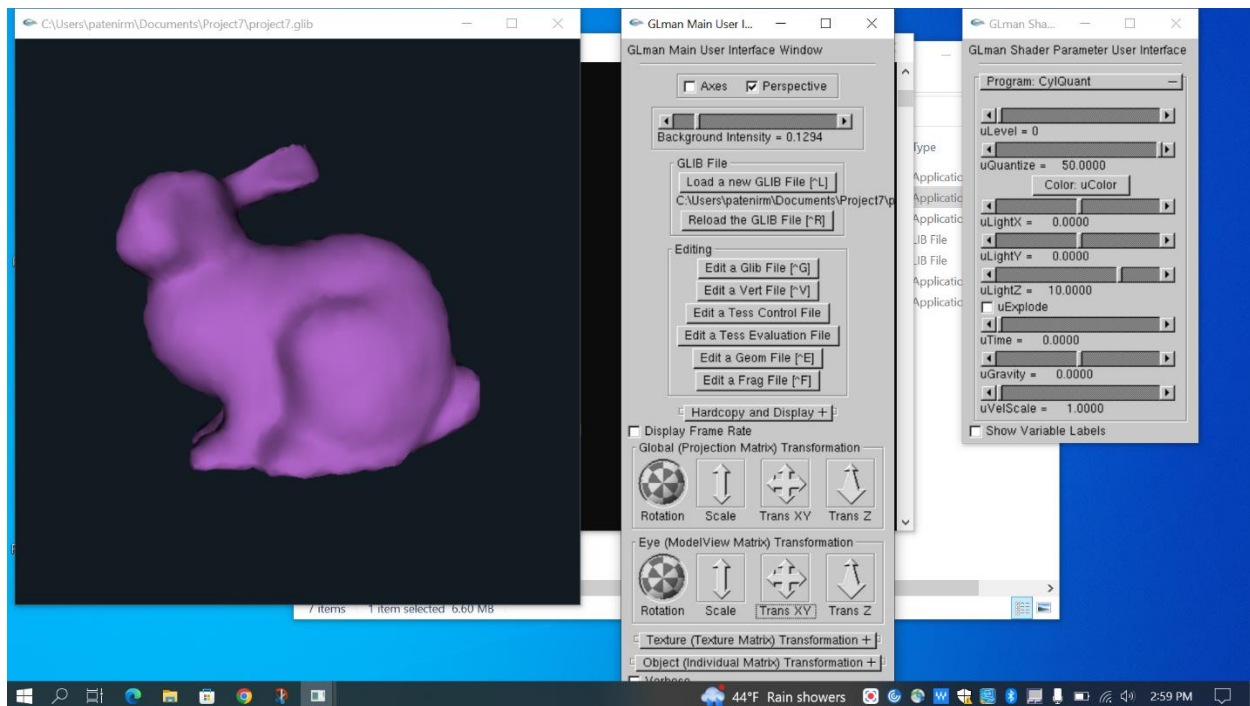 C:\Users\patenirm\Documents\Project7\project7.glib
GLman Main User I...
GLman Main User Interface Window
Axes
Perspective
Background Intensity = 0.1294
GLIB File
Load a new GLIB File [^L]
C:\Users\patenirm\Documents\Project7\p
Reload the GLIB File [^R]
Editing
Edit a Glib File [^G]
Edit a Vert File [^V]
Edit a Tess Control File
Edit a Tess Evaluation File
Edit a Geom File [^E]
Edit a Frag File [^F]
Hardcopy and Display +
Display Frame Rate
Global (Projection Matrix) Transformation
Rotation Scale Trans XY Trans Z
Eye (ModelView Matrix) Transformation
Rotation Scale Trans XY Trans Z
Texture (Texture Matrix) Transformation +
Object (Individual Matrix) Transformation +
Verbose
Type
Applicatio
Applicatio
Applicatio
LIB File
LIB File
Applicatio
Applicatio
GLman Sha...
GLman Shader Parameter User Interface
Program: CylQuant
uLevel = 0
uQuantize = 50.0000
Color: uColor
uLightX = 0.0000
uLightY = 0.0000
uLightZ = 10.0000
uExplode
uTime = 0.0000
uGravity = 0.0000
uVelScale = 1.0000
Show Variable Labels
7 items 1 item selected 6.60 MB
44°F Rain showers
2:59 PM